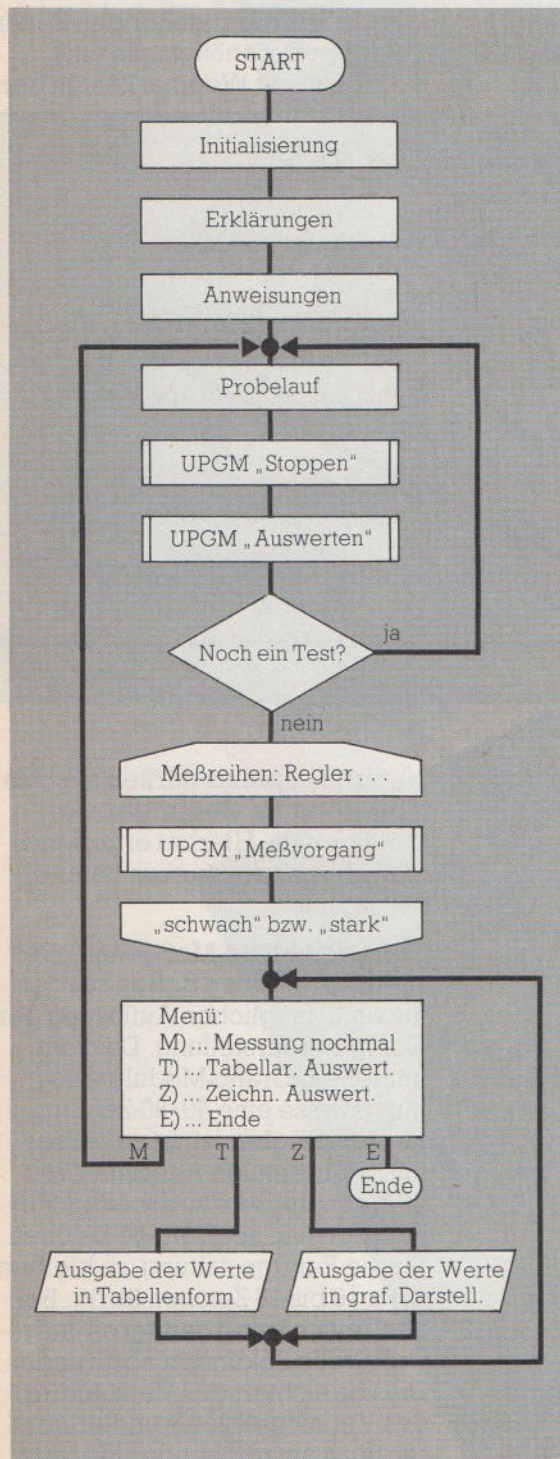 START
Initialisierung
Erklärungen
Anweisungen
Probelauf
UPGM „Stoppen“
UPGM „Auswerten“
Noch ein Test?
ja
nein
Meßreihen: Regler . . .
UPGM „Meßvorgang“
„schwach“ bzw. „stark“
Menü:
M) ... Messung nochmal
T) ... Tabellar. Auswert.
Z) ... Zeichn. Auswert.
E) ... Ende
M T Z E
Ende
Ausgabe der Werte
in Tabellenform
Ausgabe der Werte
in graf. Darstell.